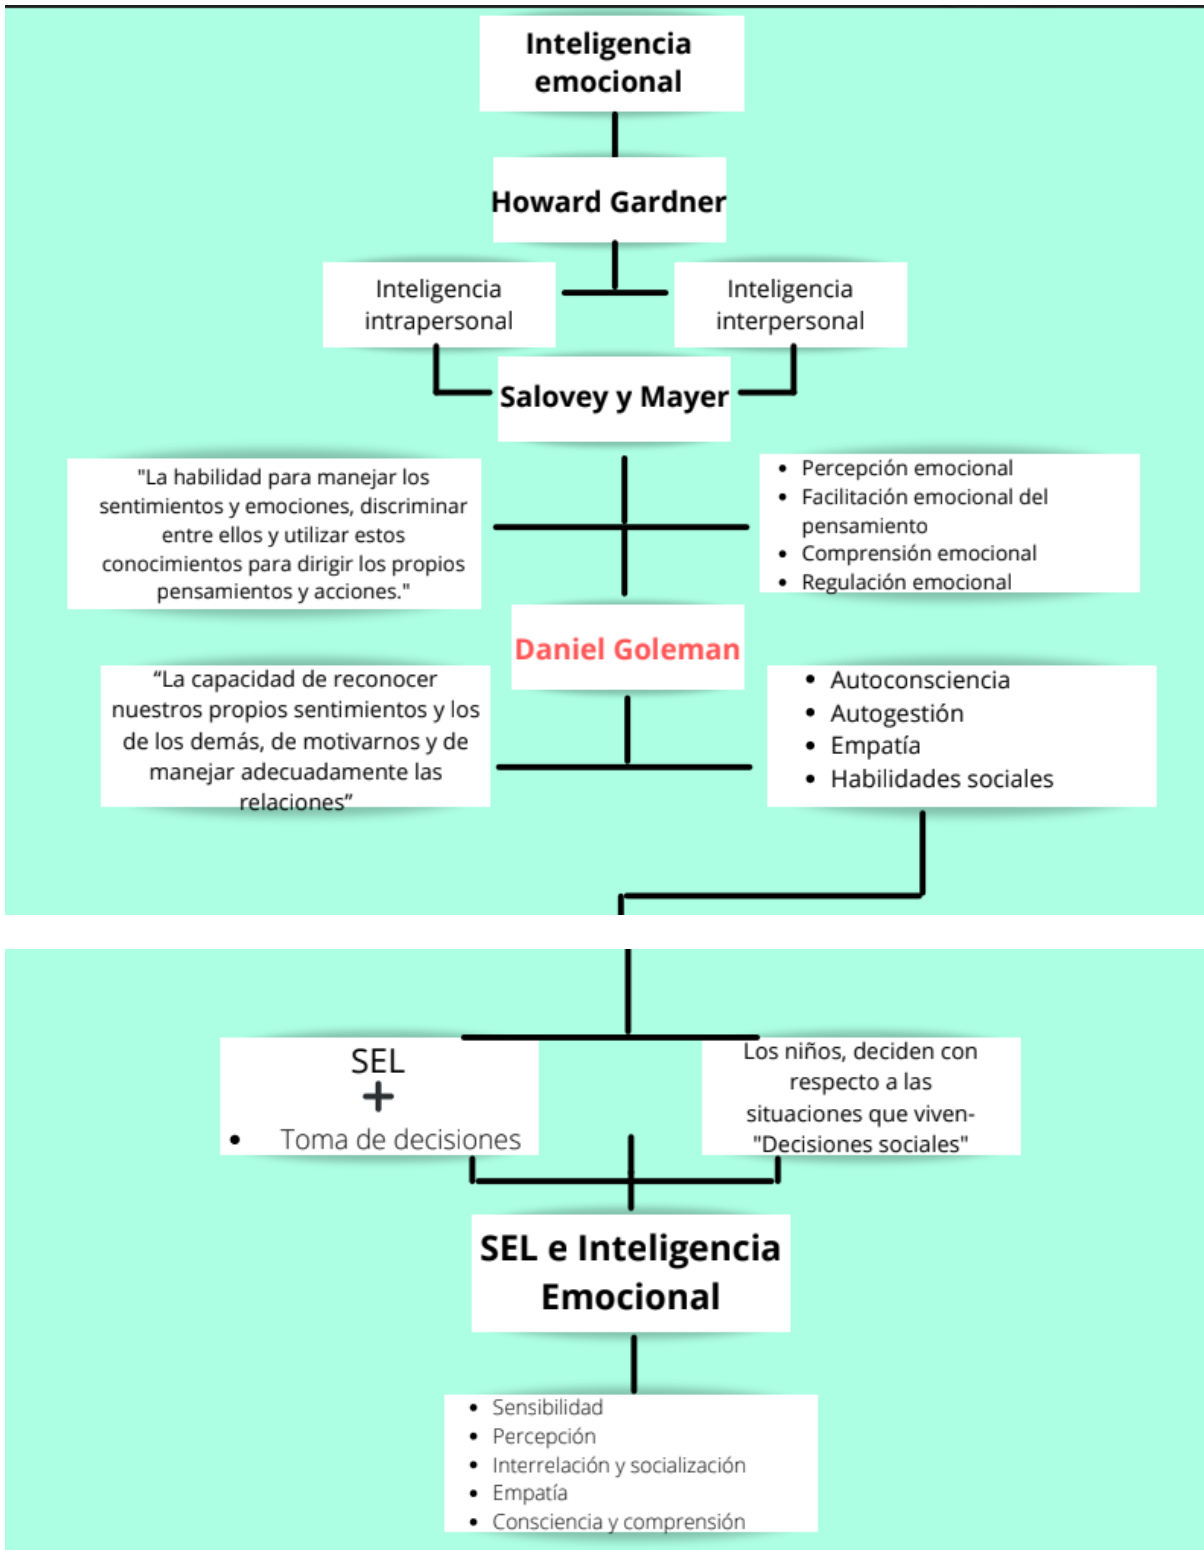 Inteligencia
emocional
Howard Gardner
Inteligencia
intrapersonal
Inteligencia
interpersonal
Salovey y Mayer
"La habilidad para manejar los
sentimientos y emociones, discriminar
entre ellos y utilizar estos
conocimientos para dirigir los propios
pensamientos y acciones."
• Percepción emocional
• Facilitación emocional del
pensamiento
• Comprensión emocional
• Regulación emocional
Daniel Goleman
“La capacidad de reconocer
nuestros propios sentimientos y los
de los demás, de motivarnos y de
manejar adecuadamente las
relaciones”
• Autoconsciencia
• Autogestión
• Empatía
• Habilidades sociales
SEL
+
• Toma de decisiones
Los niños, deciden con
respecto a las
situaciones que viven-
"Decisiones sociales"
SEL e Inteligencia
Emocional
• Sensibilidad
• Percepción
• Interrelación y socialización
• Empatía
• Consciencia y comprensión